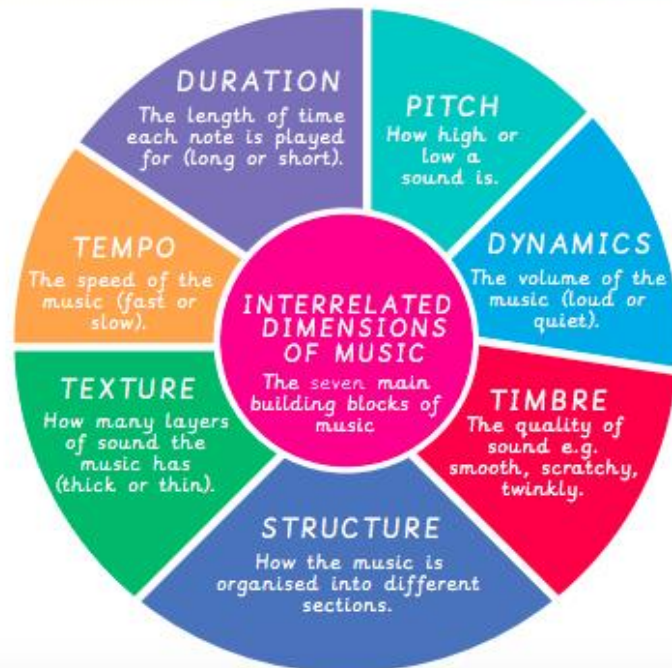 DURATION
The length of time
each note is played
for (long or short).
PITCH
How high or
low a
sound is.
DYNAMICS
The volume of the
music (loud or
quiet).
TIMBRE
The quality of
sound e.g.
smooth, scratchy,
twinkly.
STRUCTURE
How the music is
organised into different
sections.
TEXTURE
How many layers
of sound the
music has
(thick or thin).
TEMPO
The speed of the
music (fast or
slow).
INTERRELATED
DIMENSIONS
OF MUSIC
The seven main
building blocks of
music